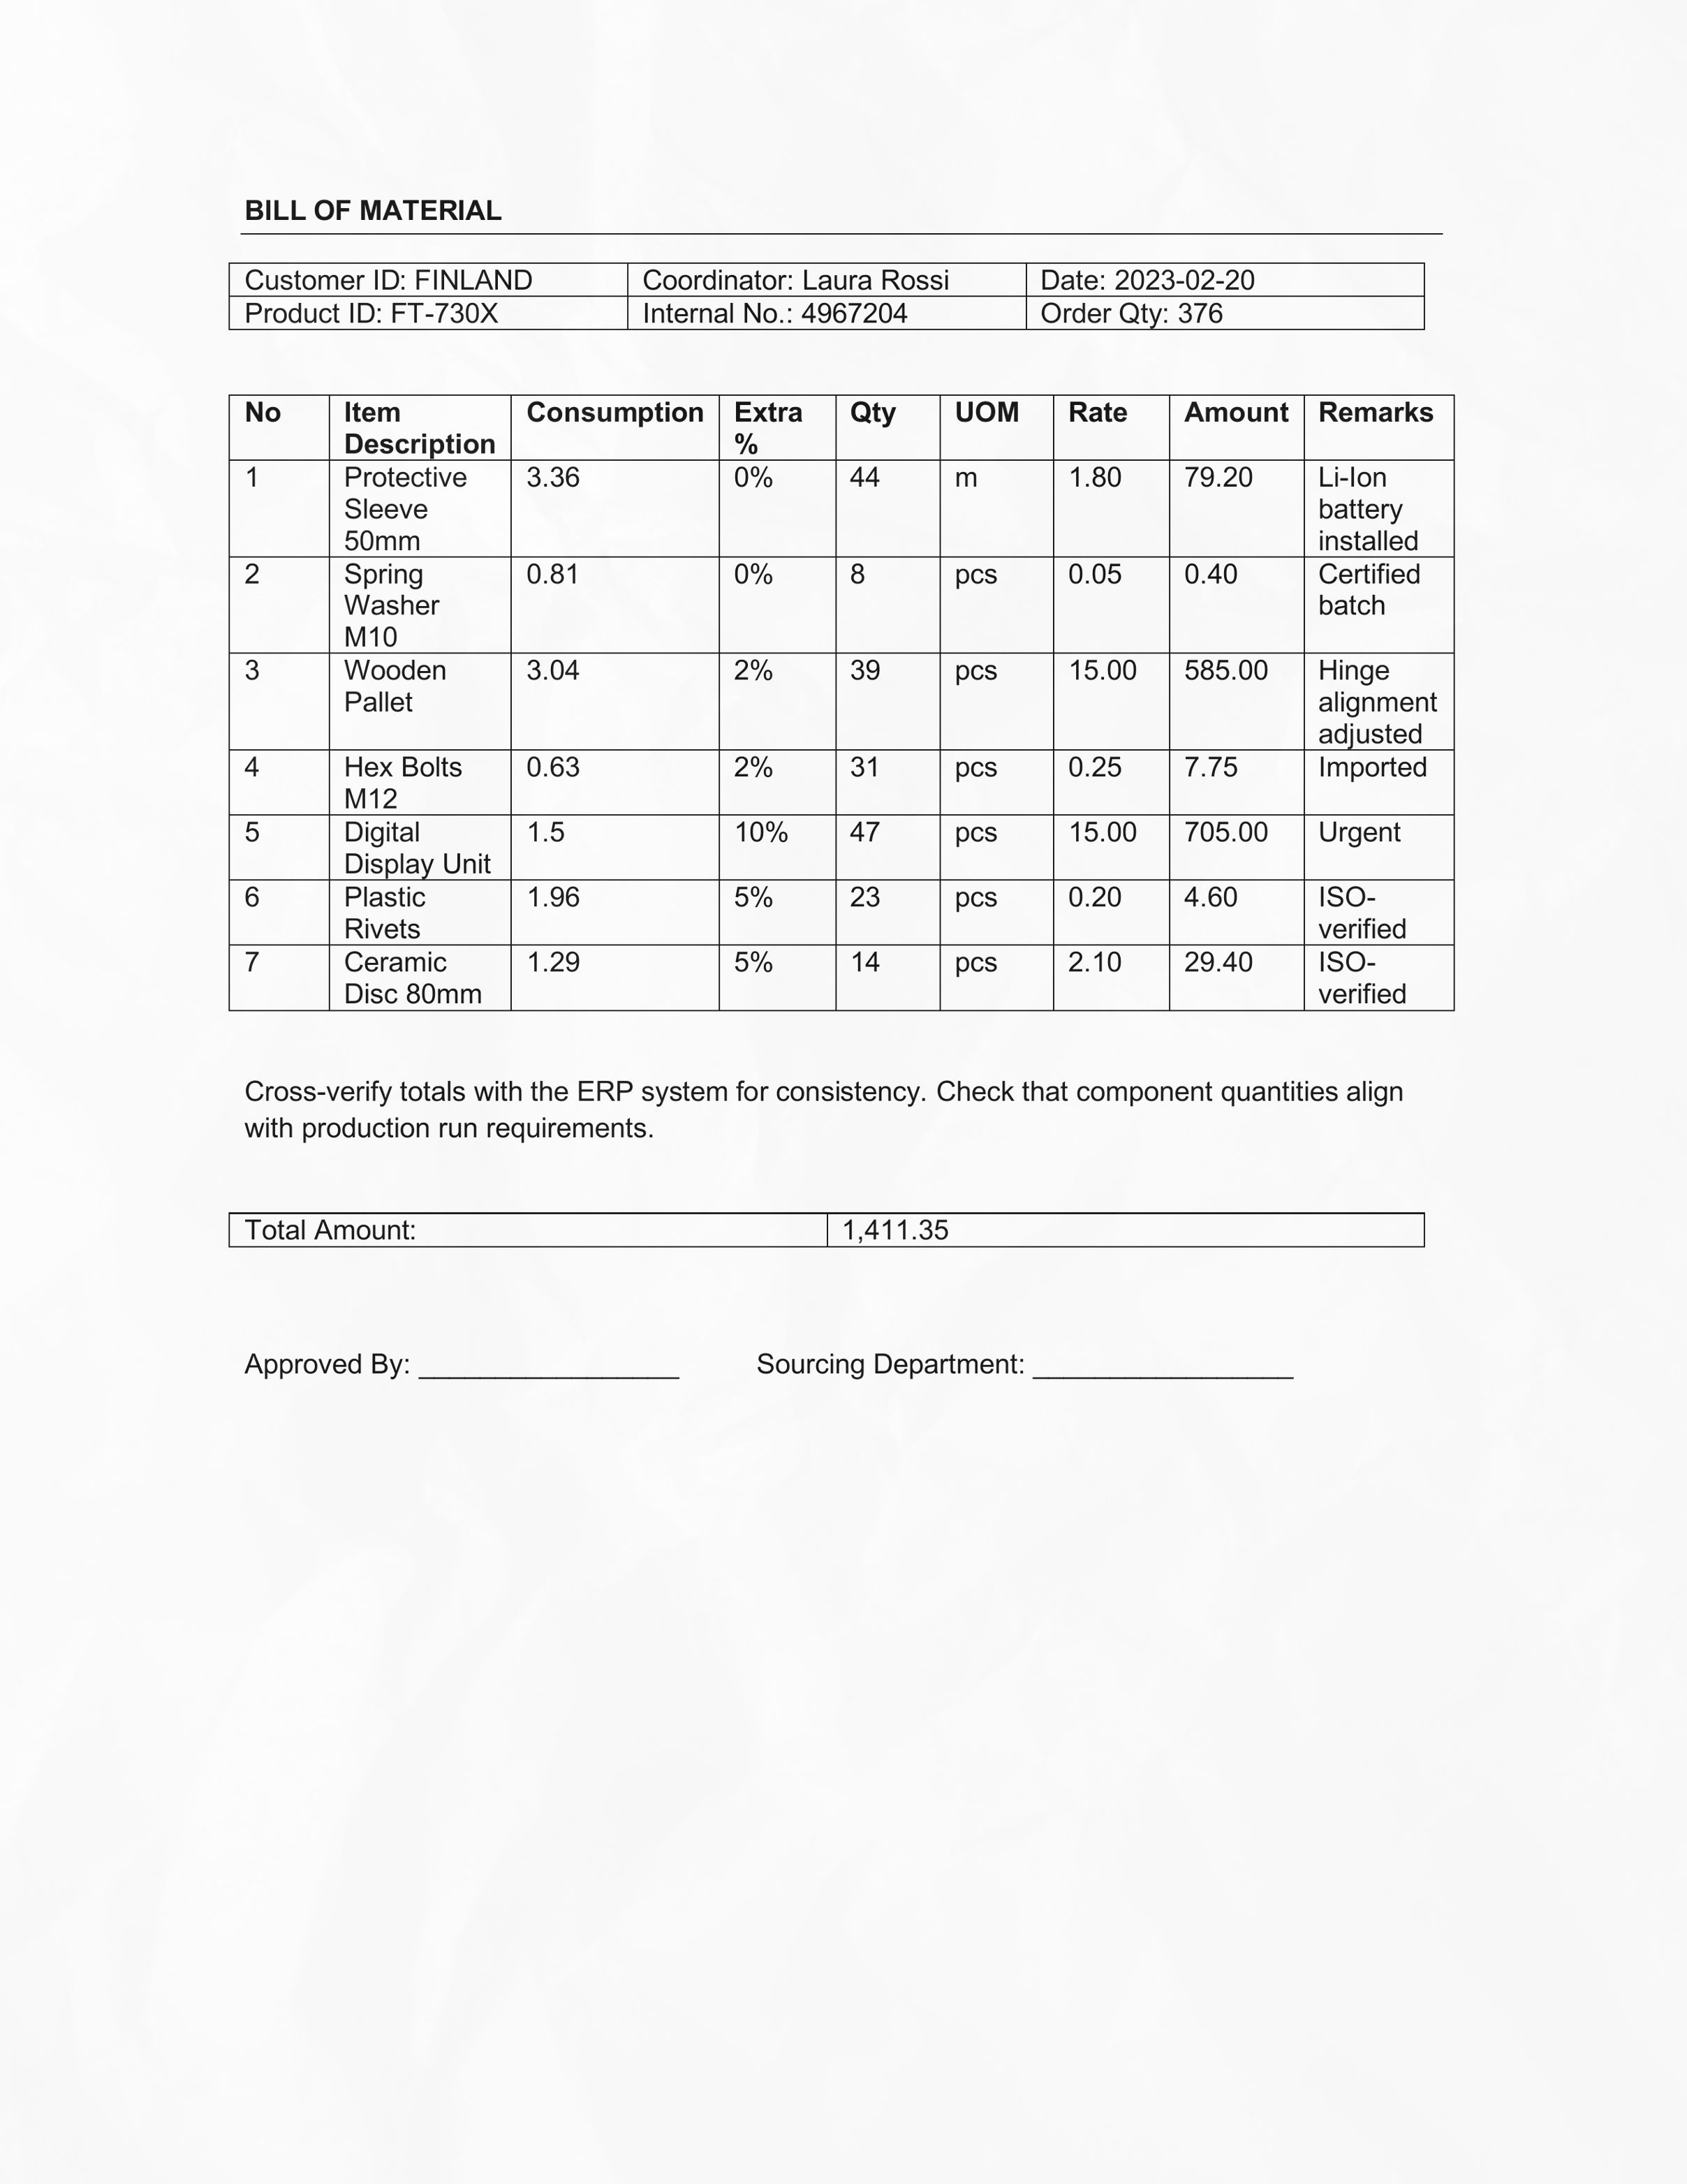 BILL OF MATERIAL
Customer ID: FINLAND Coordinator: Laura Rossi Date: 2023-02-20
Product ID: FT-730X Internal No.: 4967204 Order Qty: 376
No Item Description Consumption Extra % Qty UOM Rate Amount Remarks
1 Protective Sleeve 50mm 3.36 0% 44 m 1.80 79.20 Li-Ion battery installed
2 Spring Washer M10 0.81 0% 8 pcs 0.05 0.40 Certified batch
3 Wooden Pallet 3.04 2% 39 pcs 15.00 585.00 Hinge alignment adjusted
4 Hex Bolts M12 0.63 2% 31 pcs 0.25 7.75 Imported
5 Digital Display Unit 1.5 10% 47 pcs 15.00 705.00 Urgent
6 Plastic Rivets 1.96 5% 23 pcs 0.20 4.60 ISO-verified
7 Ceramic Disc 80mm 1.29 5% 14 pcs 2.10 29.40 ISO-verified
Cross-verify totals with the ERP system for consistency. Check that component quantities align
with production run requirements.
Total Amount: 1,411.35
Approved By: _________________ Sourcing Department: _________________